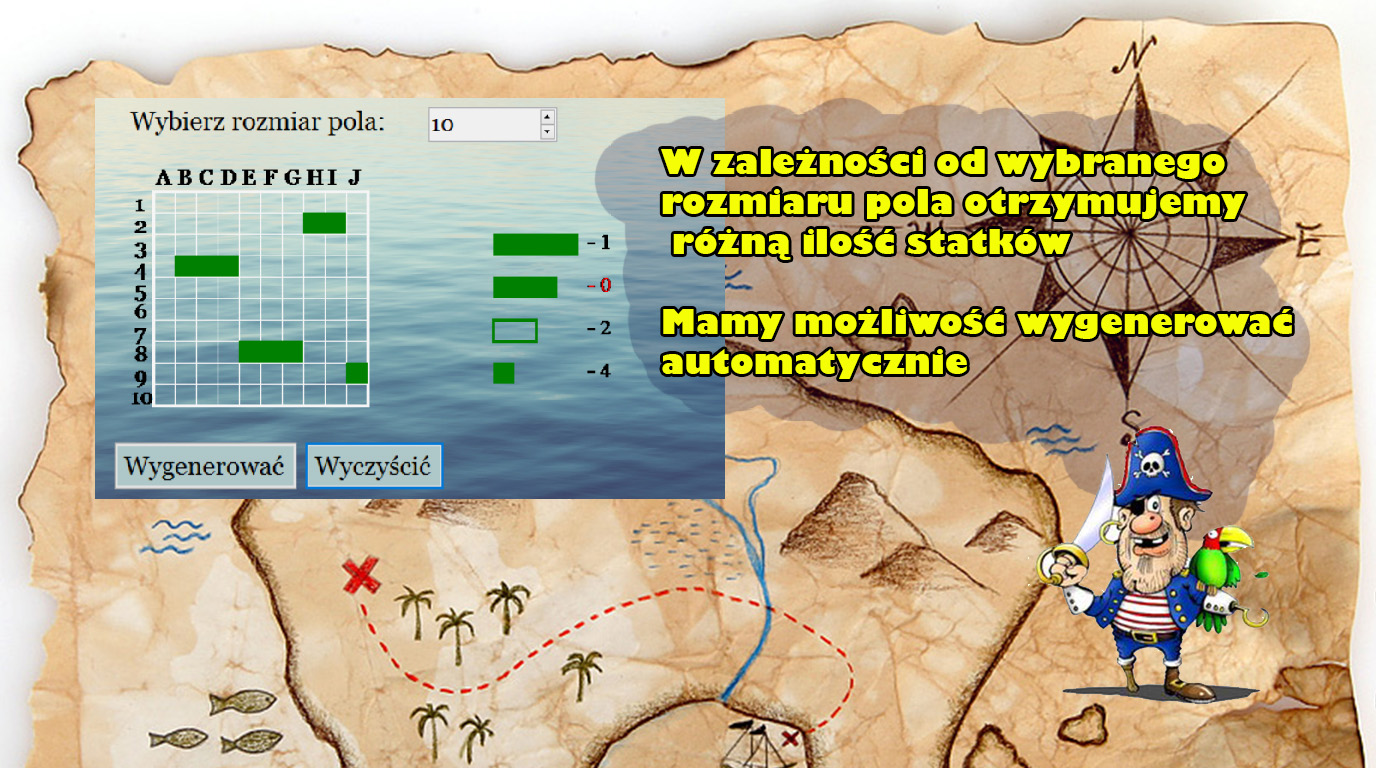 Wybierz rozmiar pola: 10
A B C D E F G H I J
1
2
3
4
5
6
7
8
9
10
- 1
- 0
- 2
- 4
Wygenerować Wyczyścić
W zależności od wybranego
rozmiaru pola otrzymujemy
różną ilość statków
Mamy możliwość wygenerować
automatycznie
N
E
S